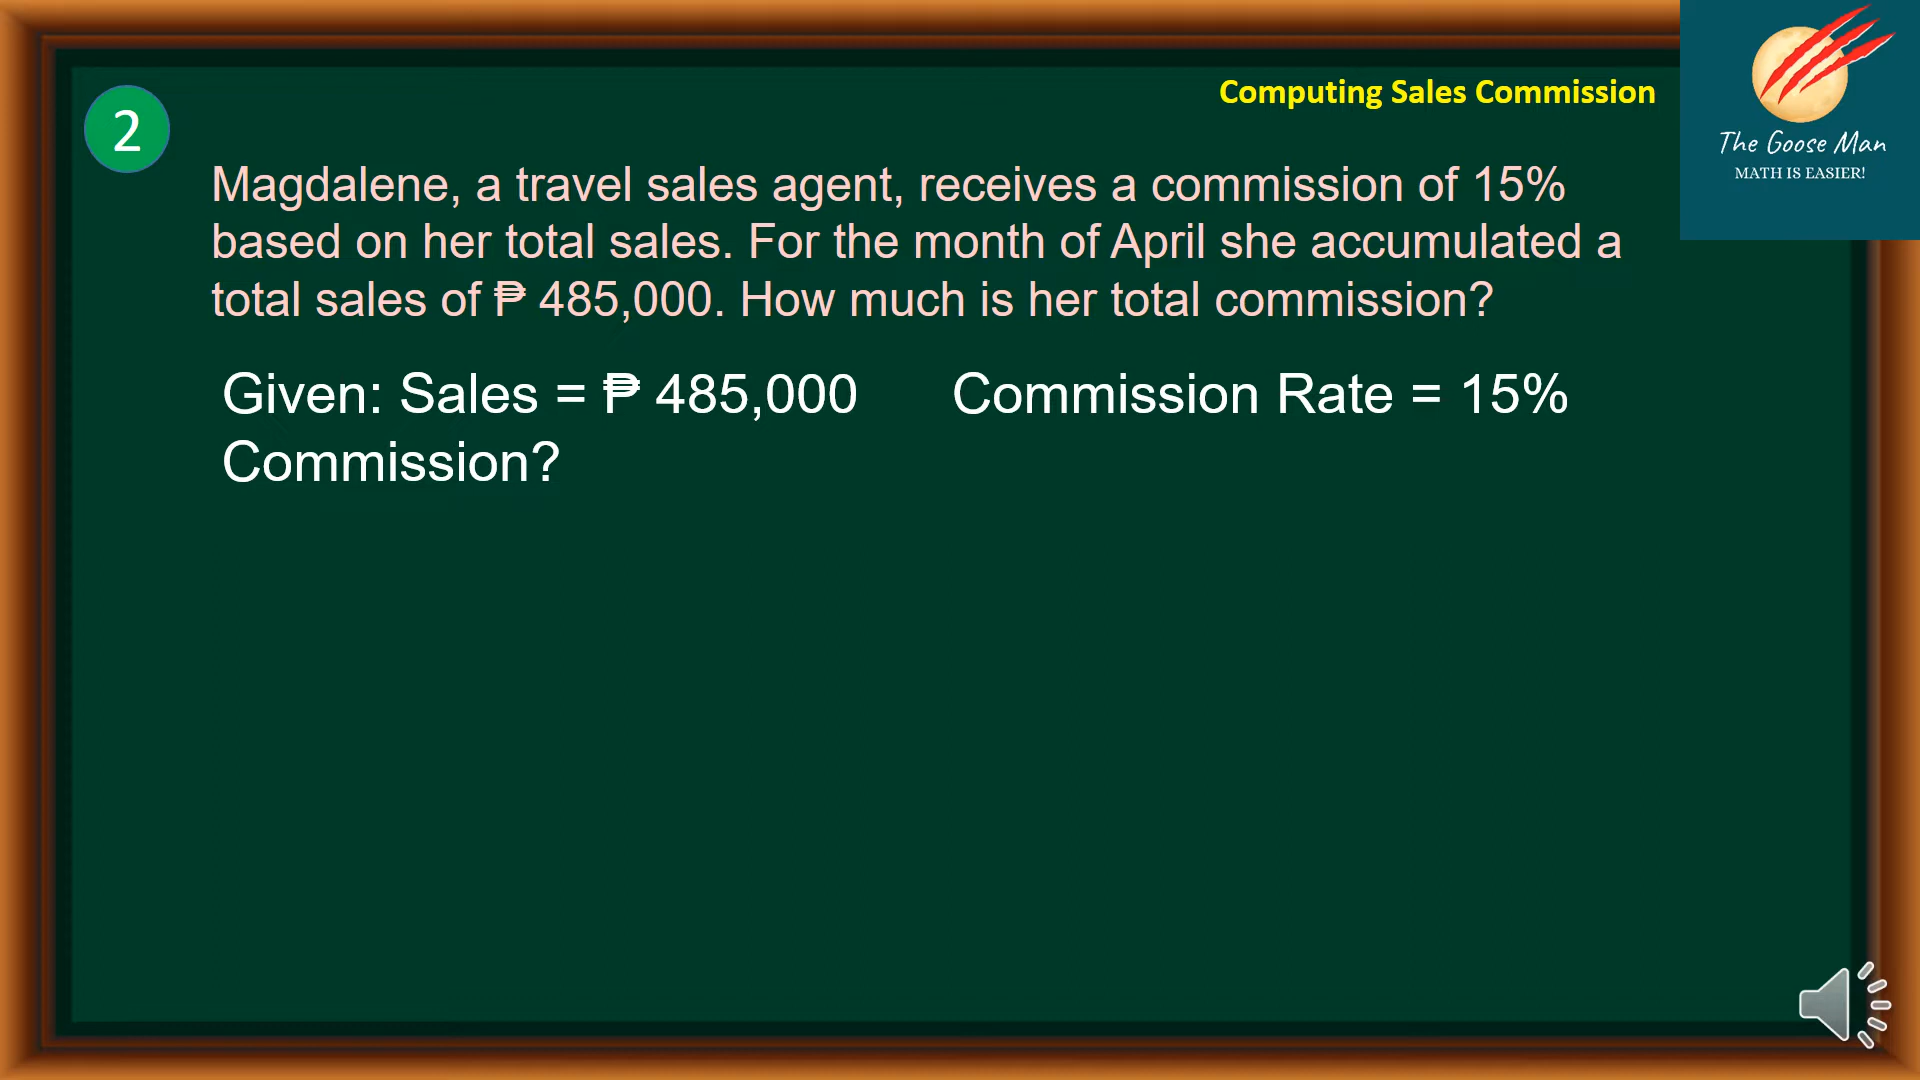 Computing Sales Commission
The Goose Man
MATH IS EASIER!
2
Magdalene, a travel sales agent, receives a commission of 15%
based on her total sales. For the month of April she accumulated a
total sales of ₱ 485,000. How much is her total commission?
Given: Sales = ₱ 485,000 Commission Rate = 15%
Commission?